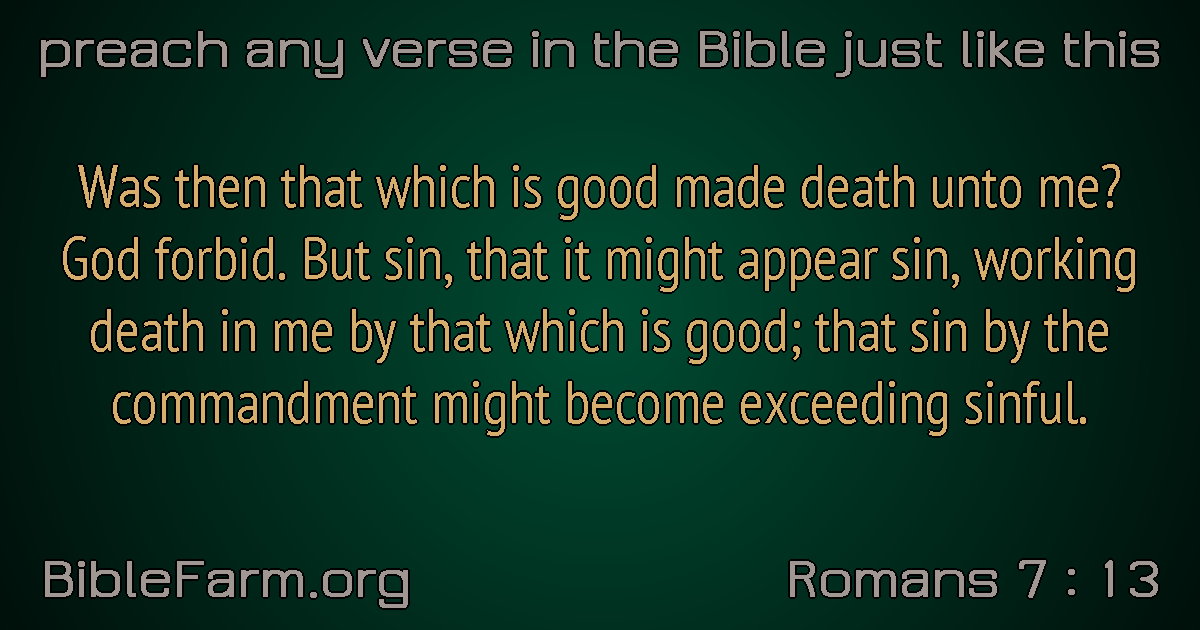 preach any verse in the Bible just like this
Was then that which is good made death unto me?
God forbid. But sin, that it might appear sin, working
death in me by that which is good; that sin by the
commandment might become exceeding sinful.
BibleFarm.org
Romans 7 : 13